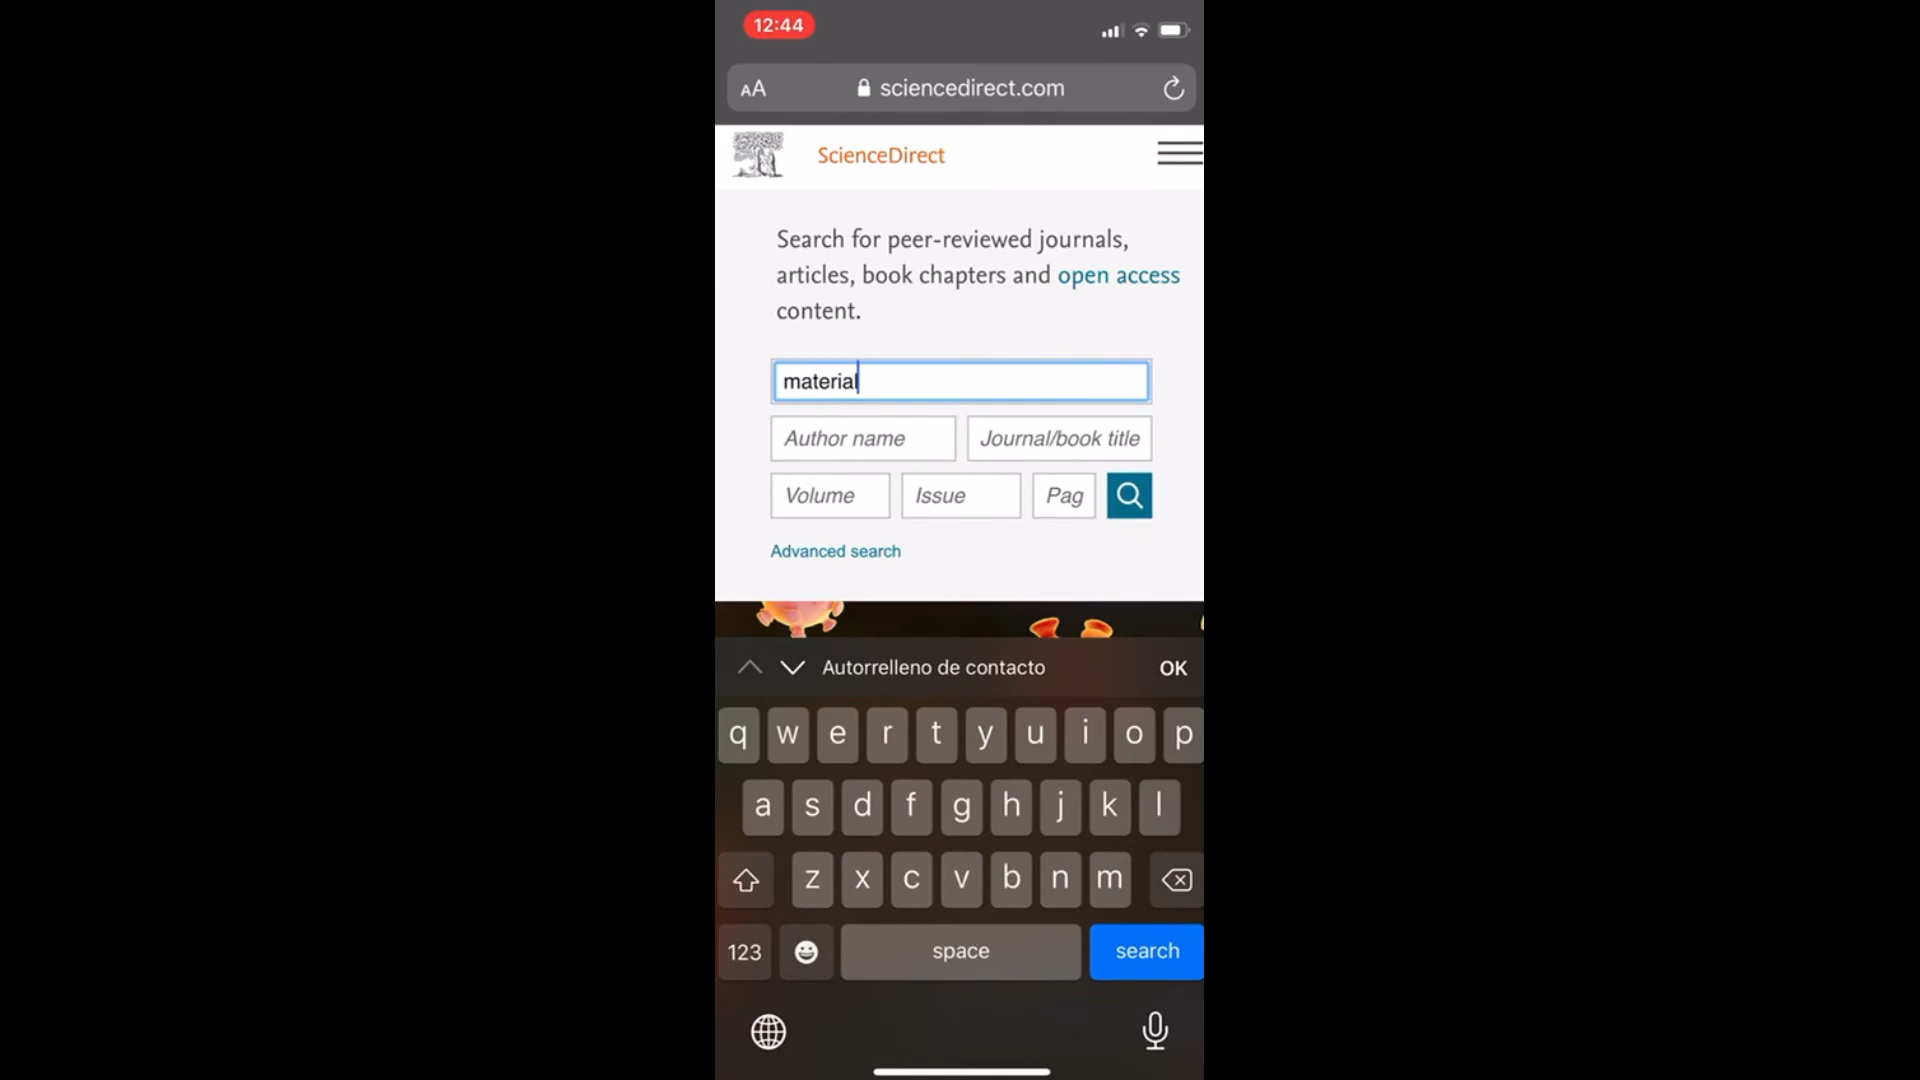 12:44
AA sciencedirect.com
ScienceDirect
Search for peer-reviewed journals,
articles, book chapters and open access
content.
material
Author name Journal/book title
Volume Issue Pag
Advanced search
Autorrelleno de contacto OK
q w e r t y u i o p
a s d f g h j k l
z x c v b n m
123 space search